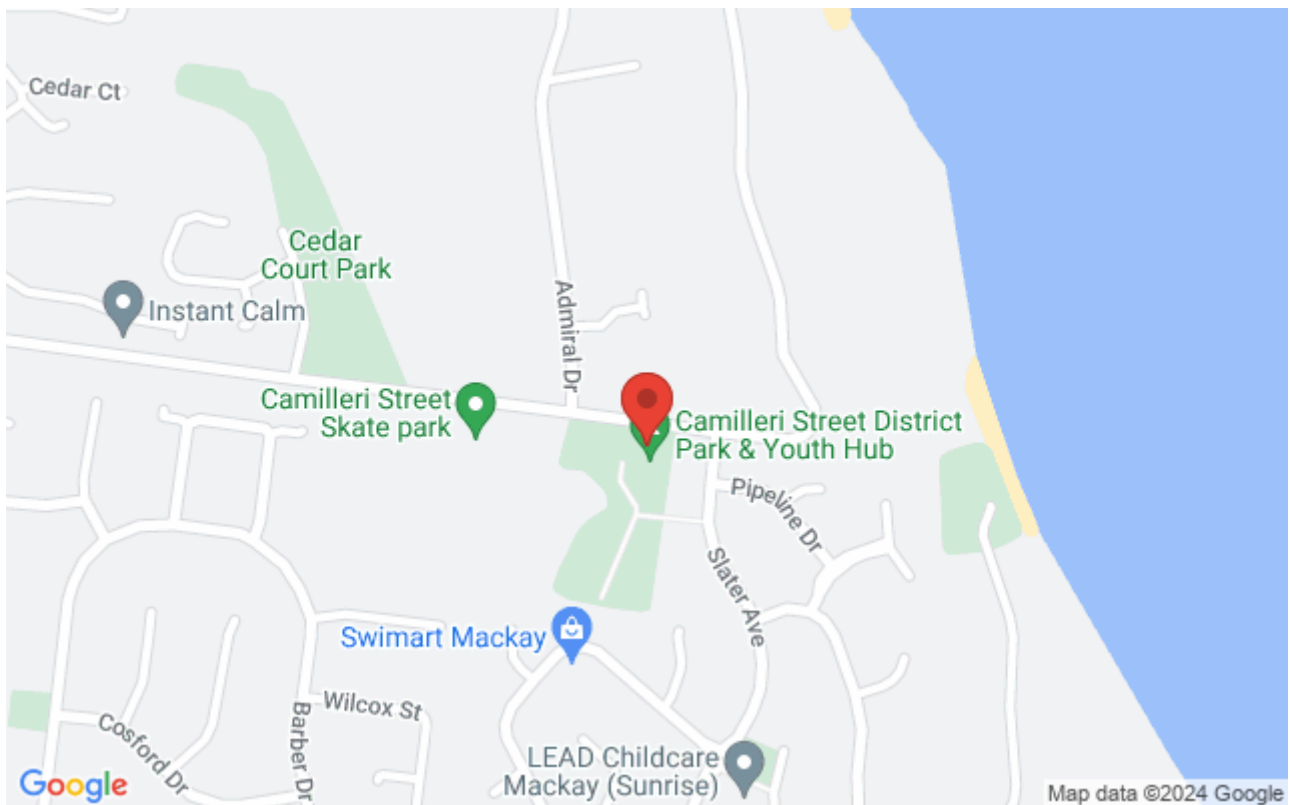 Cedar Ct
Cedar
Court Park
Instant Calm
Admiral Dr
Camilleri Street
Skate park
Camilleri Street District
Park & Youth Hub
Pipeline Dr
Slater Ave
Swimart Mackay
Wilcox St
Cosford Dr
Barber Dr
LEAD Childcare
Mackay (Sunrise)
Google
Map data ©2024 Google